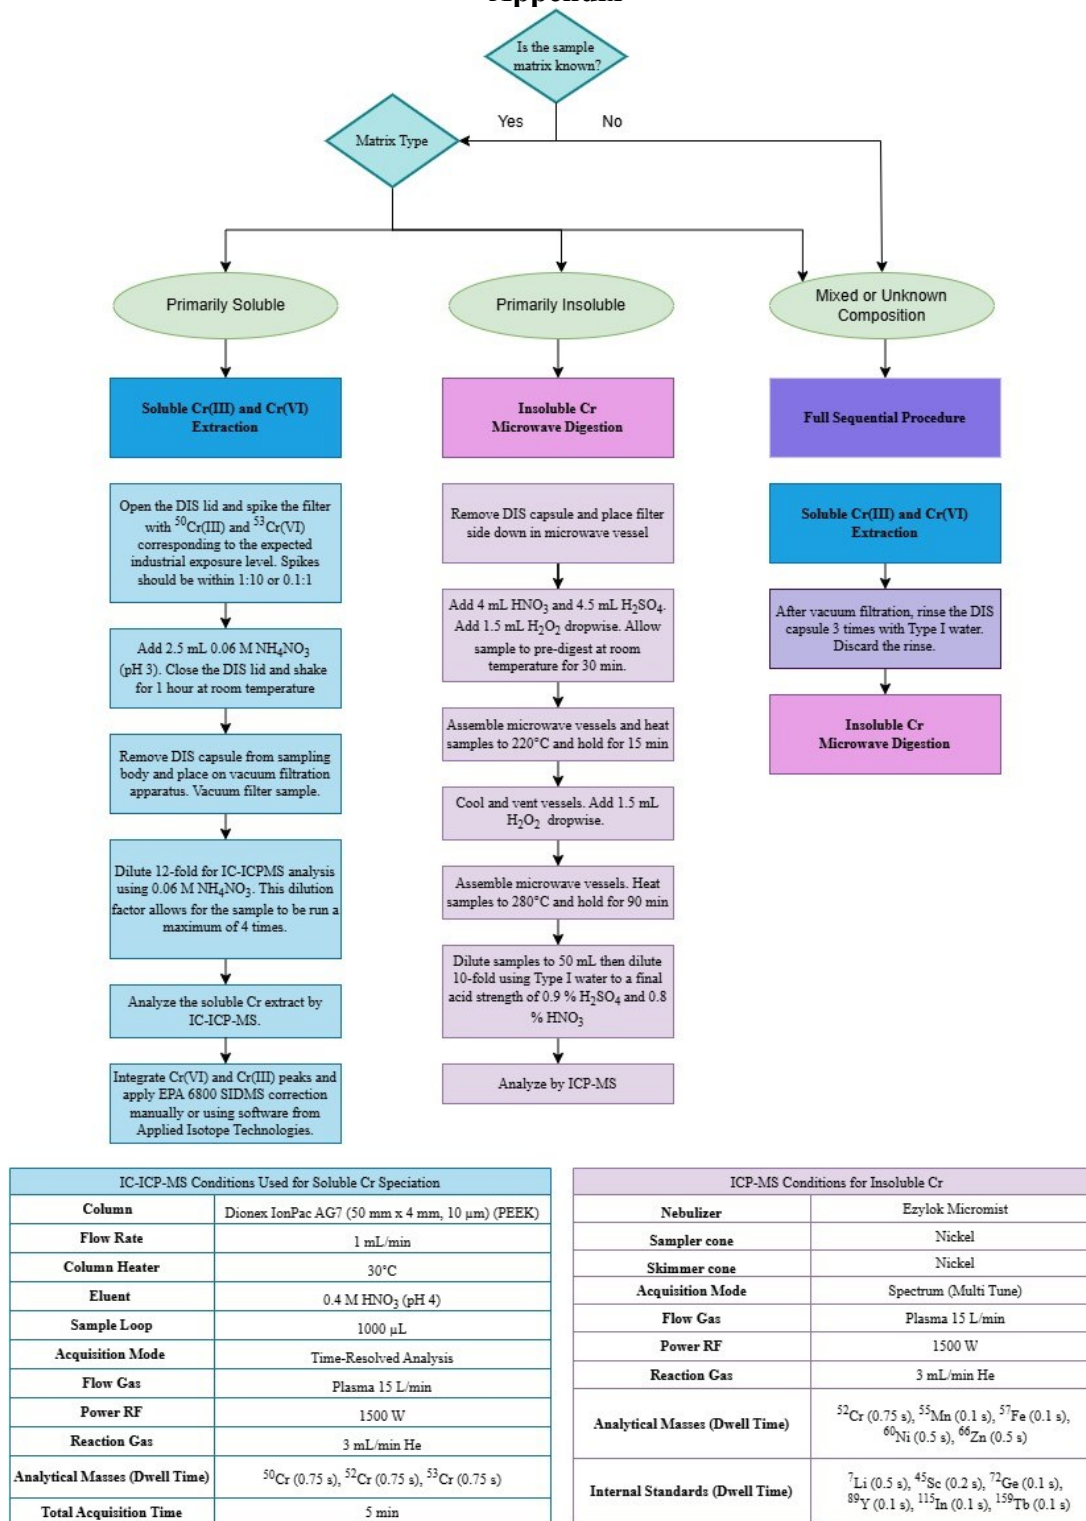 Appendix
Is the sample
matrix known?
Yes
No
Matrix Type
Primarily Soluble
Primarily Insoluble
Mixed or Unknown
Composition
Soluble Cr(III) and Cr(VI)
Extraction
Insoluble Cr
Microwave Digestion
Full Sequential Procedure
Open the DIS lid and spike the filter
with ⁵⁰Cr(III) and ⁵³Cr(VI)
corresponding to the expected
industrial exposure level. Spikes
should be within 1:10 or 0.1:1
Add 2.5 mL 0.06 M NH₄NO₃
(pH 3). Close the DIS lid and shake
for 1 hour at room temperature
Remove DIS capsule from sampling
body and place on vacuum filtration
apparatus. Vacuum filter sample.
Dilute 12-fold for IC-ICPMS analysis
using 0.06 M NH₄NO₃. This dilution
factor allows for the sample to be run a
maximum of 4 times.
Analyze the soluble Cr extract by
IC-ICP-MS.
Integrate Cr(VI) and Cr(III) peaks and
apply EPA 6800 SIDMS correction
manually or using software from
Applied Isotope Technologies.
Remove DIS capsule and place filter
side down in microwave vessel
Add 4 mL HNO₃ and 4.5 mL H₂SO₄.
Add 1.5 mL H₂O₂ dropwise. Allow
sample to pre-digest at room
temperature for 30 min.
Assemble microwave vessels and heat
samples to 220°C and hold for 15 min
Cool and vent vessels. Add 1.5 mL
H₂O₂ dropwise.
Assemble microwave vessels. Heat
samples to 280°C and hold for 90 min
Dilute samples to 50 mL then dilute
10-fold using Type I water to a final
acid strength of 0.9 % H₂SO₄ and 0.8
% HNO₃
Analyze by ICP-MS
Soluble Cr(III) and Cr(VI)
Extraction
After vacuum filtration, rinse the DIS
capsule 3 times with Type I water.
Discard the rinse.
Insoluble Cr
Microwave Digestion
IC-ICP-MS Conditions Used for Soluble Cr Speciation
Column Dionex IonPac AG7 (50 mm x 4 mm, 10 µm) (PEEK)
Flow Rate 1 mL/min
Column Heater 30°C
Eluent 0.4 M HNO₃ (pH 4)
Sample Loop 1000 µL
Acquisition Mode Time-Resolved Analysis
Flow Gas Plasma 15 L/min
Power RF 1500 W
Reaction Gas 3 mL/min He
Analytical Masses (Dwell Time) ⁵⁰Cr (0.75 s), ⁵²Cr (0.75 s), ⁵³Cr (0.75 s)
Total Acquisition Time 5 min
ICP-MS Conditions for Insoluble Cr
Nebulizer Ezylok Micromist
Sampler cone Nickel
Skimmer cone Nickel
Acquisition Mode Spectrum (Multi Tune)
Flow Gas Plasma 15 L/min
Power RF 1500 W
Reaction Gas 3 mL/min He
Analytical Masses (Dwell Time) ⁵²Cr (0.75 s), ⁵⁵Mn (0.1 s), ⁵⁷Fe (0.1 s),
⁶⁰Ni (0.5 s), ⁶⁶Zn (0.5 s)
Internal Standards (Dwell Time) ⁷Li (0.5 s), ⁴⁵Sc (0.2 s), ⁷²Ge (0.1 s),
⁸⁹Y (0.1 s), ¹¹⁵In (0.1 s), ¹⁵⁹Tb (0.1 s)